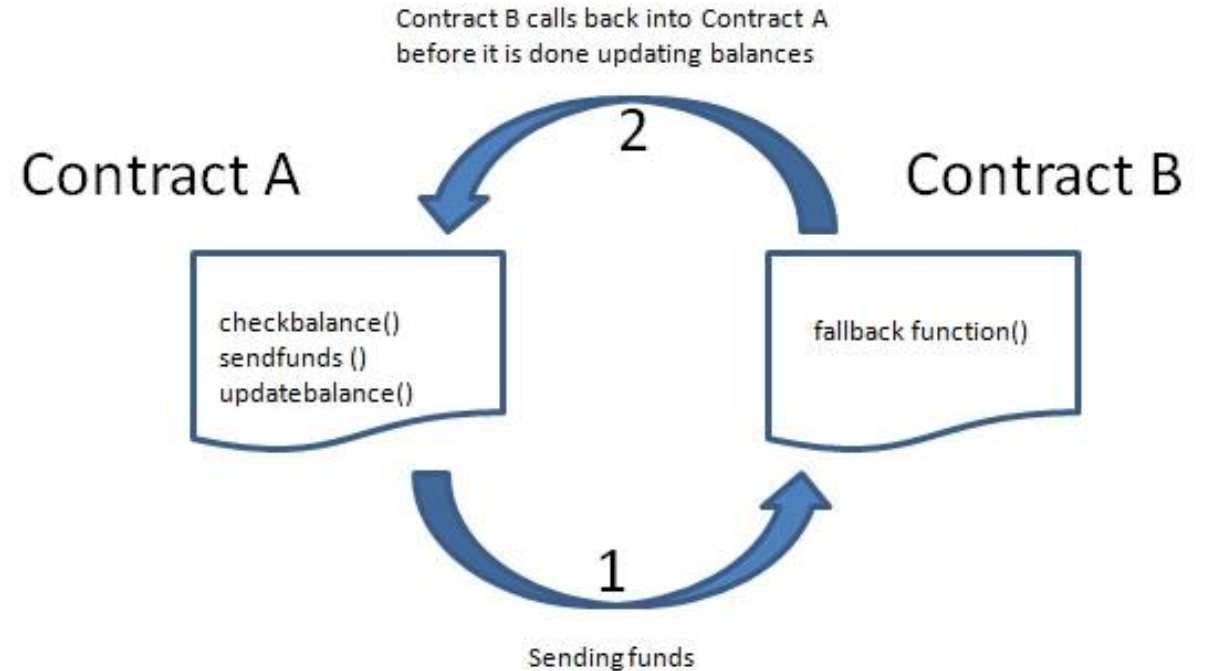 Contract B calls back into Contract A
before it is done updating balances
2
Contract A
Contract B
checkbalance()
sendfunds ()
updatebalance()
fallback function()
1
Sending funds